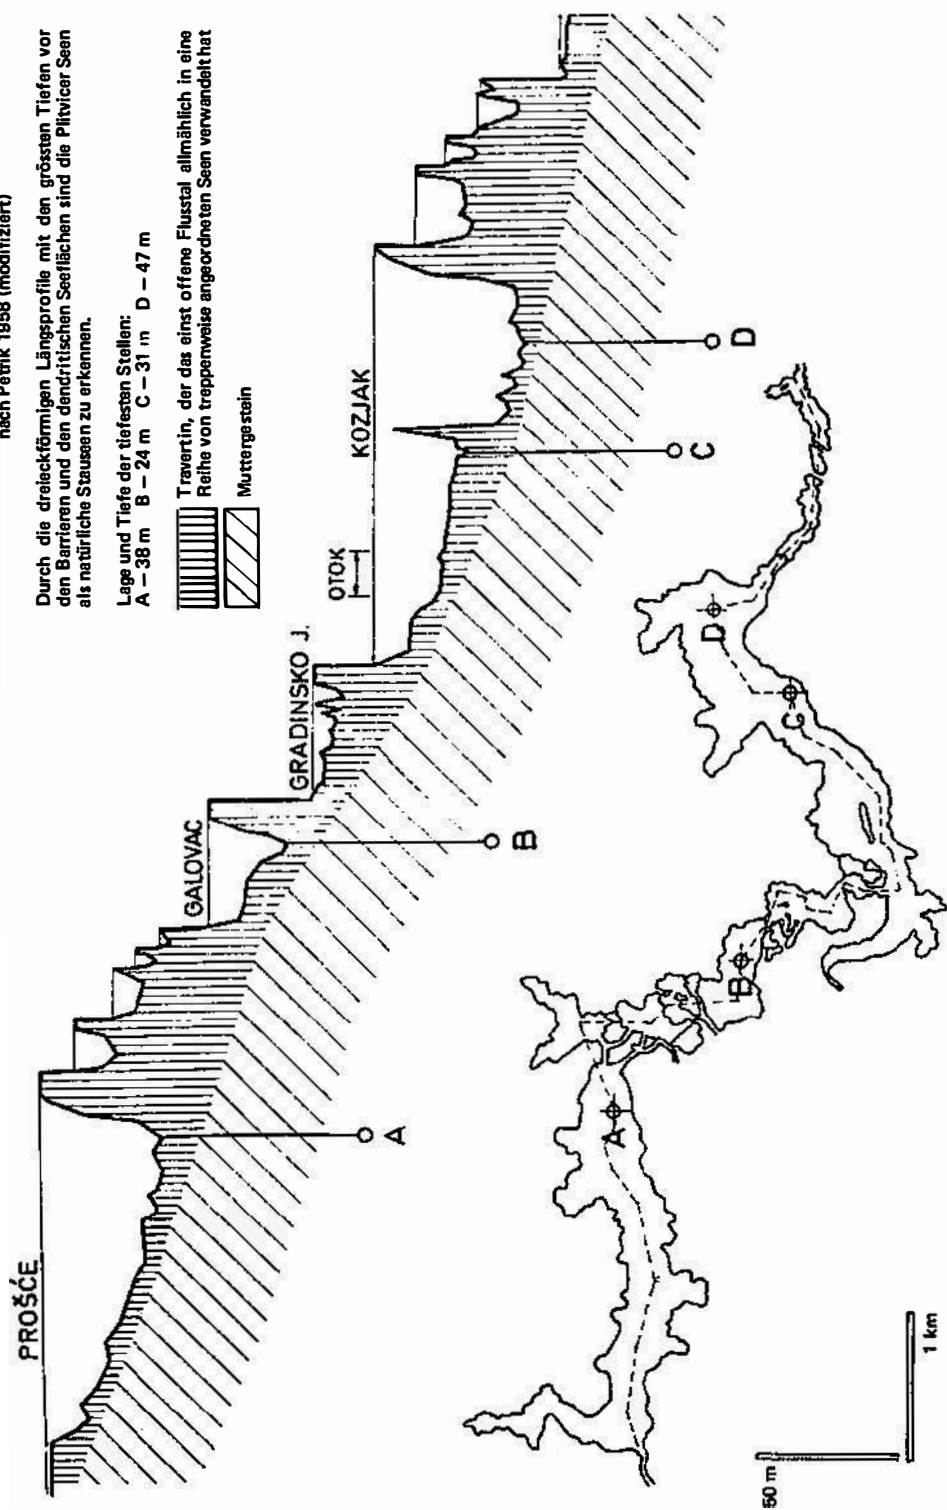 nach Petrik 1958 (modifiziert)
Durch die dreieckförmigen Längsprofile mit den grössten Tiefen vor
den Barrieren und den dendritischen Seeflächen sind die Plitvicer Seen
als natürliche Stauseen zu erkennen.
Lage und Tiefe der tiefesten Stellen:
A – 38 m B – 24 m C – 31 m D – 47 m
Travertin, der das einst offene Flusstal allmählich in eine
Reihe von treppenweise angeordneten Seen verwandelt hat
Muttergestein
PROŠĆE
GALOVAC
GRADINSKO J.
OTOK
KOZJAK
A
B
C
D
A
B
C
D
50 m
1 km